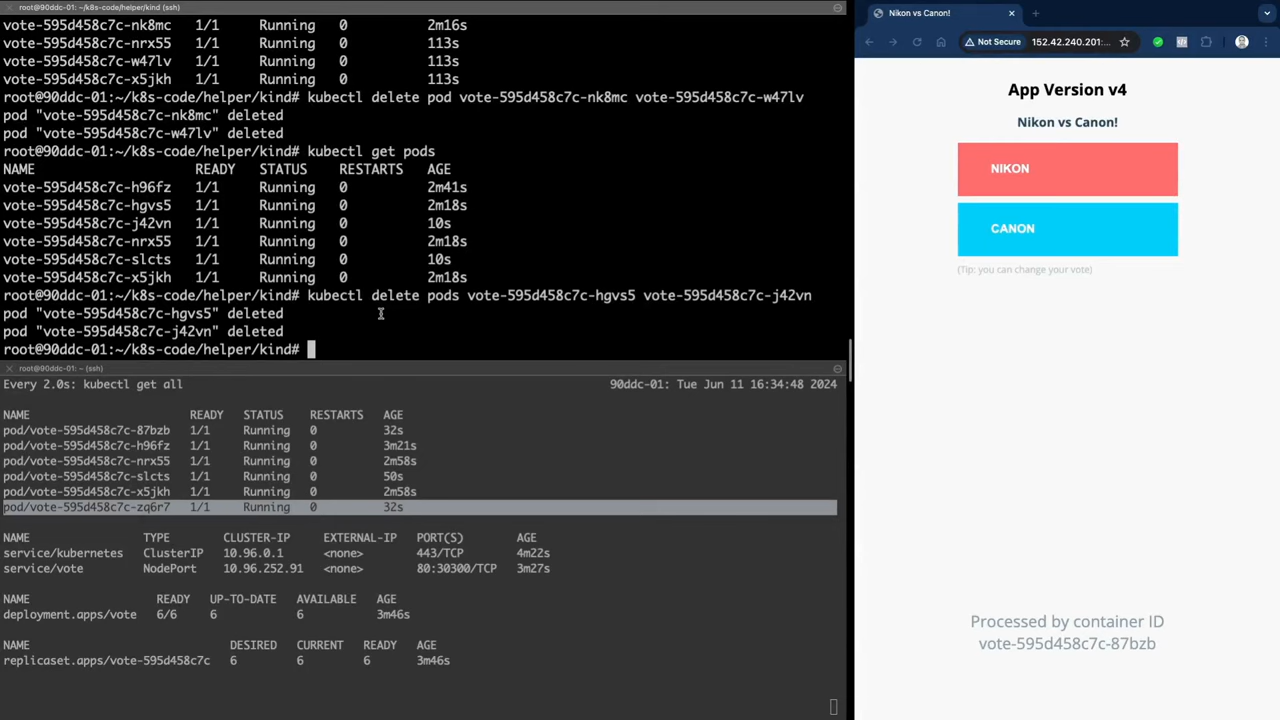 root@90ddc-01: ~/k8s-code/helper/kind (ssh)
vote-595d458c7c-nk8mc 1/1 Running 0 2m16s
vote-595d458c7c-nrx55 1/1 Running 0 113s
vote-595d458c7c-w47lv 1/1 Running 0 113s
vote-595d458c7c-x5jkh 1/1 Running 0 113s
root@90ddc-01:~/k8s-code/helper/kind# kubectl delete pod vote-595d458c7c-nk8mc vote-595d458c7c-w47lv
pod "vote-595d458c7c-nk8mc" deleted
pod "vote-595d458c7c-w47lv" deleted
root@90ddc-01:~/k8s-code/helper/kind# kubectl get pods
NAME READY STATUS RESTARTS AGE
vote-595d458c7c-h96fz 1/1 Running 0 2m41s
vote-595d458c7c-hgvs5 1/1 Running 0 2m18s
vote-595d458c7c-j42vn 1/1 Running 0 10s
vote-595d458c7c-nrx55 1/1 Running 0 2m18s
vote-595d458c7c-slcts 1/1 Running 0 10s
vote-595d458c7c-x5jkh 1/1 Running 0 2m18s
root@90ddc-01:~/k8s-code/helper/kind# kubectl delete pods vote-595d458c7c-hgvs5 vote-595d458c7c-j42vn
pod "vote-595d458c7c-hgvs5" deleted
pod "vote-595d458c7c-j42vn" deleted
root@90ddc-01:~/k8s-code/helper/kind#
root@90ddc-01: ~ (ssh)
Every 2.0s: kubectl get all 90ddc-01: Tue Jun 11 16:34:48 2024
NAME READY STATUS RESTARTS AGE
pod/vote-595d458c7c-87bzb 1/1 Running 0 32s
pod/vote-595d458c7c-h96fz 1/1 Running 0 3m21s
pod/vote-595d458c7c-nrx55 1/1 Running 0 2m58s
pod/vote-595d458c7c-slcts 1/1 Running 0 50s
pod/vote-595d458c7c-x5jkh 1/1 Running 0 2m58s
pod/vote-595d458c7c-zq6r7 1/1 Running 0 32s
NAME TYPE CLUSTER-IP EXTERNAL-IP PORT(S) AGE
service/kubernetes ClusterIP 10.96.0.1 <none> 443/TCP 4m22s
service/vote NodePort 10.96.252.91 <none> 80:30300/TCP 3m27s
NAME READY UP-TO-DATE AVAILABLE AGE
deployment.apps/vote 6/6 6 6 3m46s
NAME DESIRED CURRENT READY AGE
replicaset.apps/vote-595d458c7c 6 6 6 3m46s
Nikon vs Canon!
Not Secure 152.42.240.201:...
App Version v4
Nikon vs Canon!
NIKON
CANON
(Tip: you can change your vote)
Processed by container ID
vote-595d458c7c-87bzb